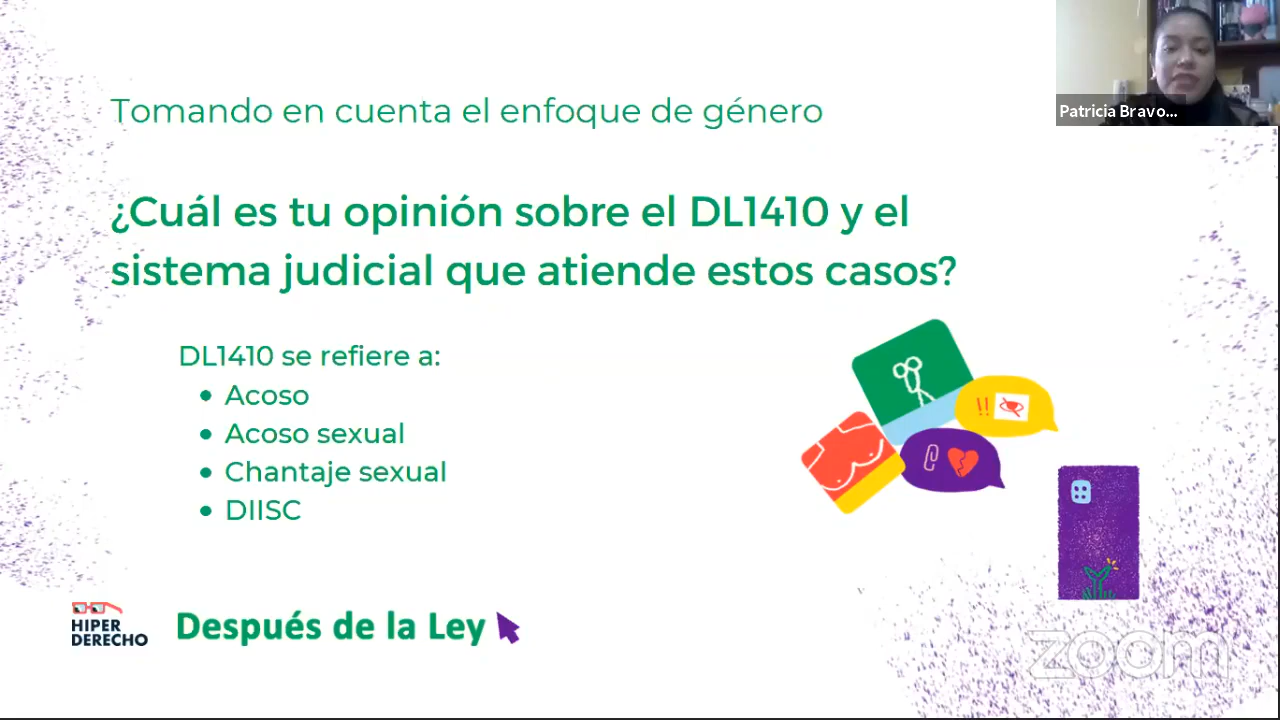 Tomando en cuenta el enfoque de género
Patricia Bravo...
¿Cuál es tu opinión sobre el DL1410 y el
sistema judicial que atiende estos casos?
DL1410 se refiere a:
• Acoso
• Acoso sexual
• Chantaje sexual
• DIISC
!!
HIPER
DERECHO
Después de la Ley
zoom